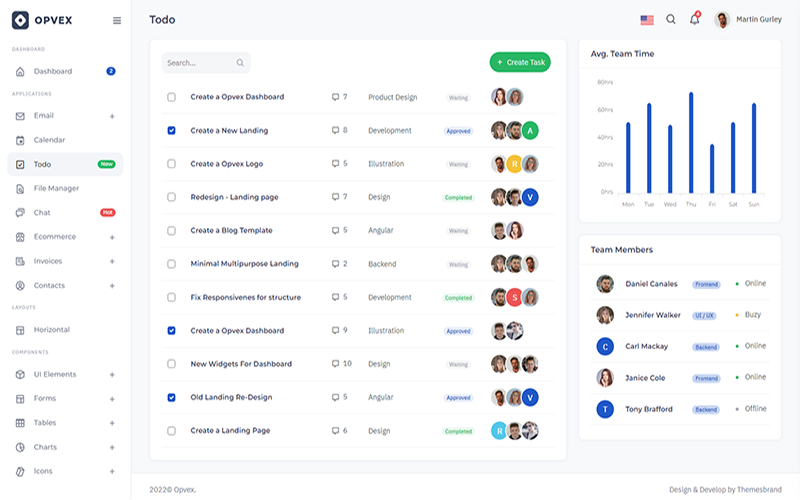 OPVEX
Todo
4
Martin Gurley
DASHBOARD
Dashboard 2
APPLICATIONS
Email +
Calendar
Todo New
File Manager
Chat Hot
Ecommerce +
Invoices +
Contacts +
LAYOUTS
Horizontal
COMPONENTS
UI Elements +
Forms +
Tables +
Charts +
Icons +
Search...
+ Create Task
Create a Opvex Dashboard 7 Product Design Waiting
Create a New Landing 8 Development Approved A
Create a Opvex Logo 5 Illustration Waiting R
Redesign - Landing page 7 Design Completed V
Create a Blog Template 5 Angular Waiting
Minimal Multipurpose Landing 2 Backend Waiting
Fix Responsivenes for structure 5 Development Completed S
Create a Opvex Dashboard 9 Illustration Approved
New Widgets For Dashboard 10 Design Waiting
Old Landing Re-Design 5 Angular Approved V
Create a Landing Page 6 Design Completed R
Avg. Team Time
80hrs
60hrs
40hrs
20hrs
0hrs
Mon Tue Wed Thu Fri Sat Sun
Team Members
Daniel Canales Frontend Online
Jennifer Walker UI / UX Buzy
C Carl Mackay Backend Online
Janice Cole Frontend Online
T Tony Brafford Backend Offline
2022© Opvex.
Design & Develop by Themesbrand